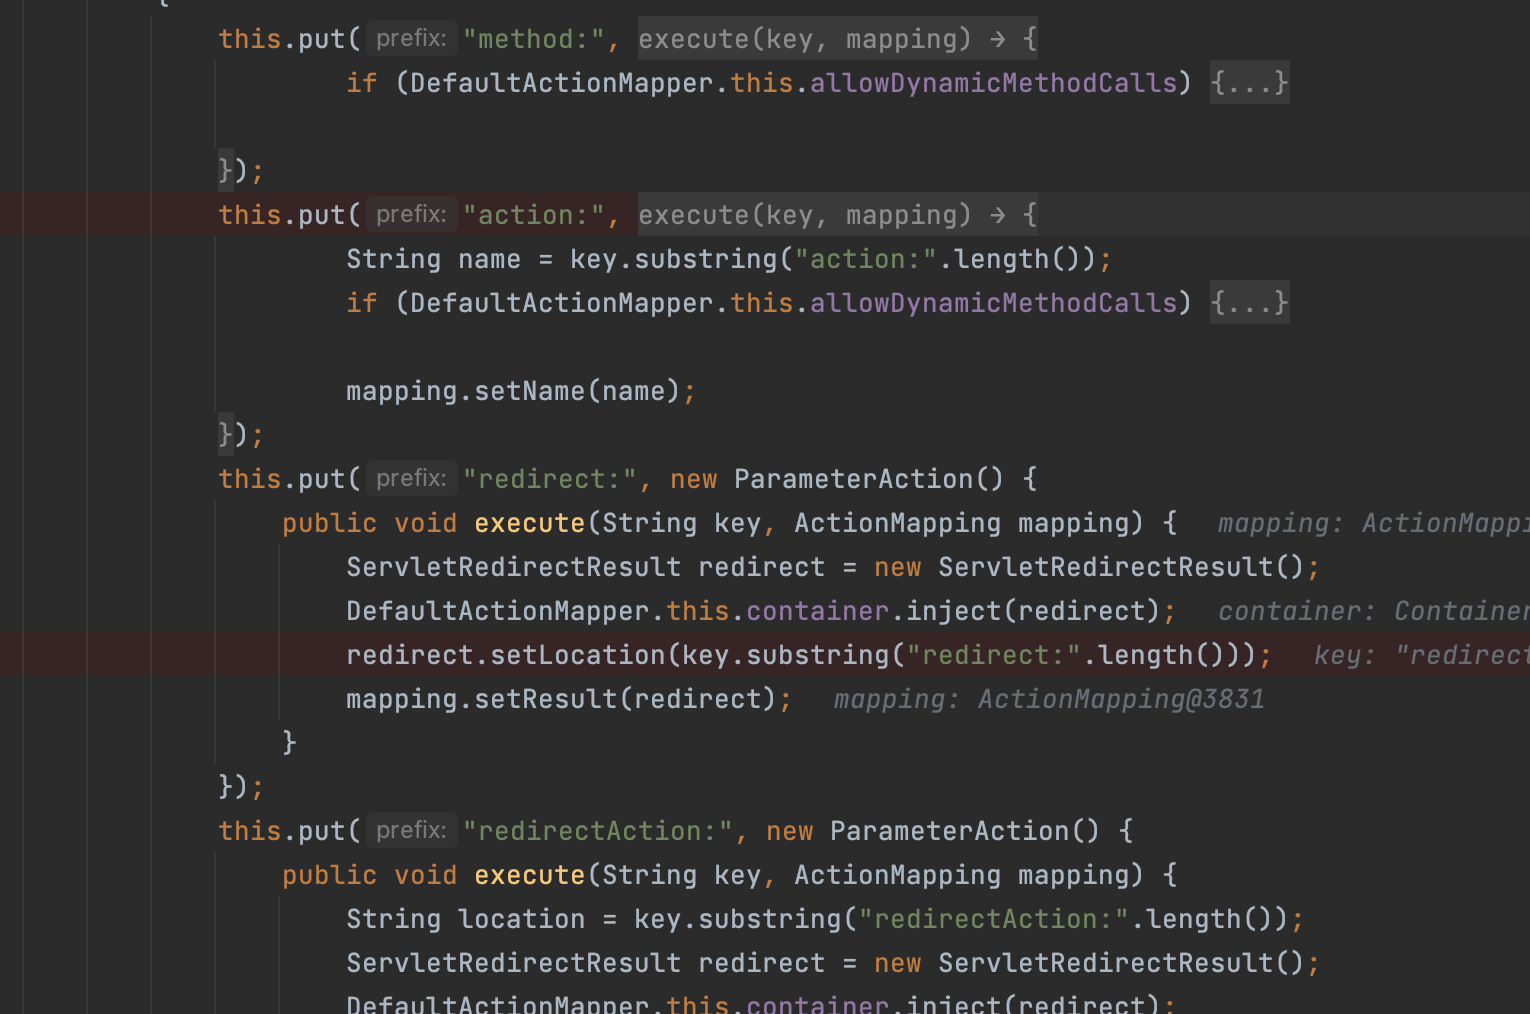 {
this.put( prefix: "method:", execute(key, mapping) → {
if (DefaultActionMapper.this.allowDynamicMethodCalls) {...}
});
this.put( prefix: "action:", execute(key, mapping) → {
String name = key.substring("action:".length());
if (DefaultActionMapper.this.allowDynamicMethodCalls) {...}
mapping.setName(name);
});
this.put( prefix: "redirect:", new ParameterAction() {
public void execute(String key, ActionMapping mapping) { mapping: ActionMappi
ServletRedirectResult redirect = new ServletRedirectResult();
DefaultActionMapper.this.container.inject(redirect); container: Container
redirect.setLocation(key.substring("redirect:".length())); key: "redirect
mapping.setResult(redirect); mapping: ActionMapping@3831
}
});
this.put( prefix: "redirectAction:", new ParameterAction() {
public void execute(String key, ActionMapping mapping) {
String location = key.substring("redirectAction:".length());
ServletRedirectResult redirect = new ServletRedirectResult();
DefaultActionMapper.this.container.inject(redirect);